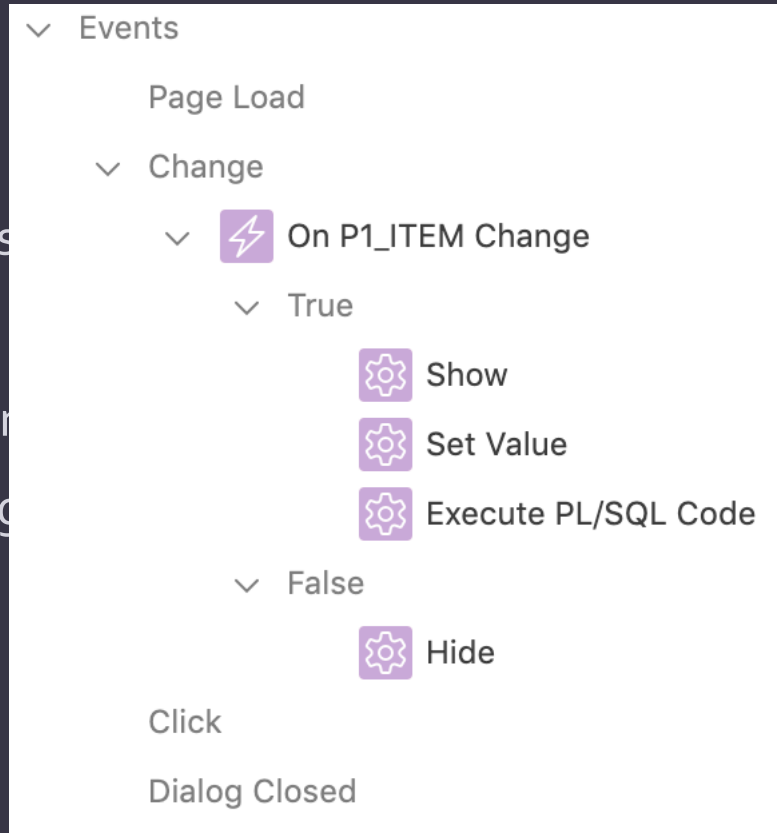 Events
Page Load
Change
On P1_ITEM Change
True
Show
Set Value
Execute PL/SQL Code
False
Hide
Click
Dialog Closed